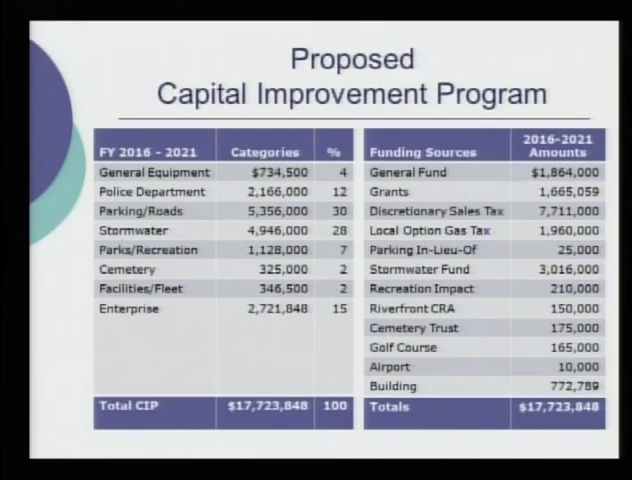 Proposed
Capital Improvement Program
FY 2016 - 2021 Categories %
General Equipment $734,500 4
Police Department 2,166,000 12
Parking/Roads 5,356,000 30
Stormwater 4,946,000 28
Parks/Recreation 1,128,000 7
Cemetery 325,000 2
Facilities/Fleet 346,500 2
Enterprise 2,721,848 15
Total CIP $17,723,848 100
Funding Sources 2016-2021 Amounts
General Fund $1,864,000
Grants 1,665,059
Discretionary Sales Tax 7,711,000
Local Option Gas Tax 1,960,000
Parking In-Lieu-Of 25,000
Stormwater Fund 3,016,000
Recreation Impact 210,000
Riverfront CRA 150,000
Cemetery Trust 175,000
Golf Course 165,000
Airport 10,000
Building 772,789
Totals $17,723,848